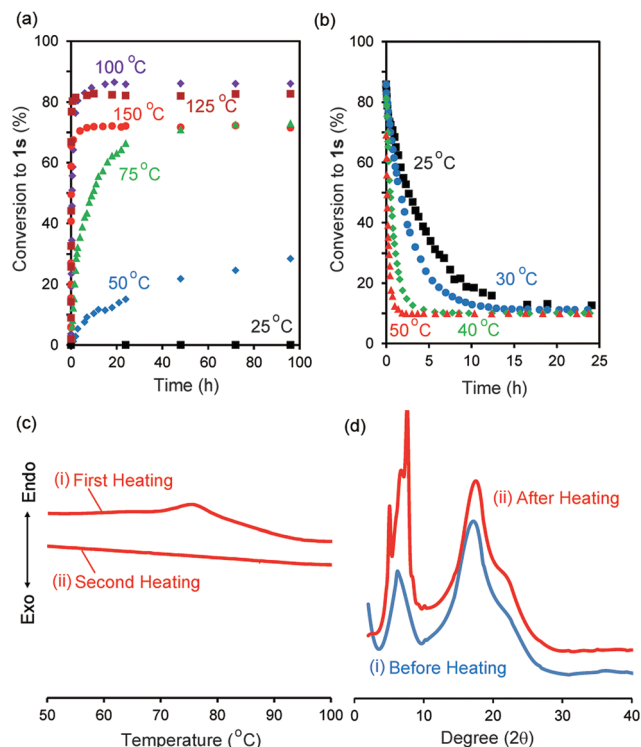 (a)
Conversion to 1s (%)
100
80
60
40
20
0
100 °C
125 °C
150 °C
75 °C
50 °C
25 °C
0 20 40 60 80 100
Time (h)
(b)
Conversion to 1s (%)
100
80
60
40
20
0
25 °C
30 °C
50 °C
40 °C
0 5 10 15 20 25
Time (h)
(c)
Endo
Exo
(i) First Heating
(ii) Second Heating
50 60 70 80 90 100
Temperature (°C)
(d)
(ii) After Heating
(i) Before Heating
0 10 20 30 40
Degree (2θ)